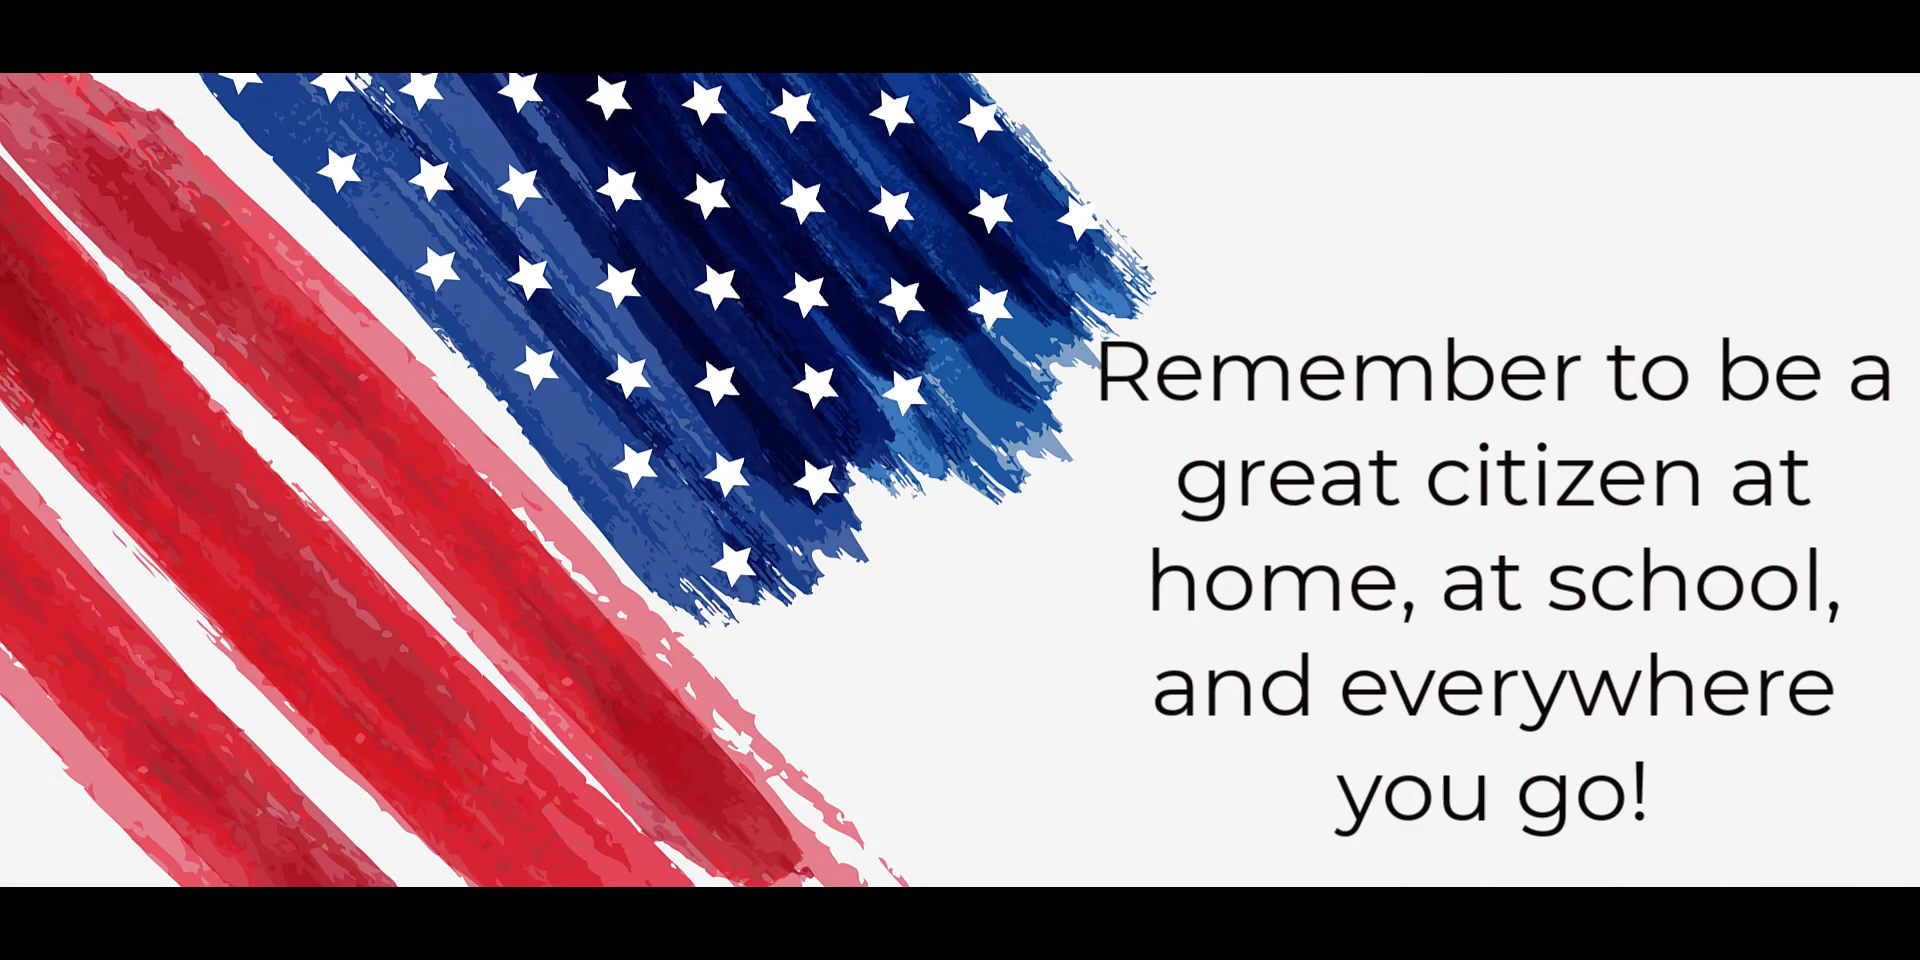 Remember to be a
great citizen at
home, at school,
and everywhere
you go!